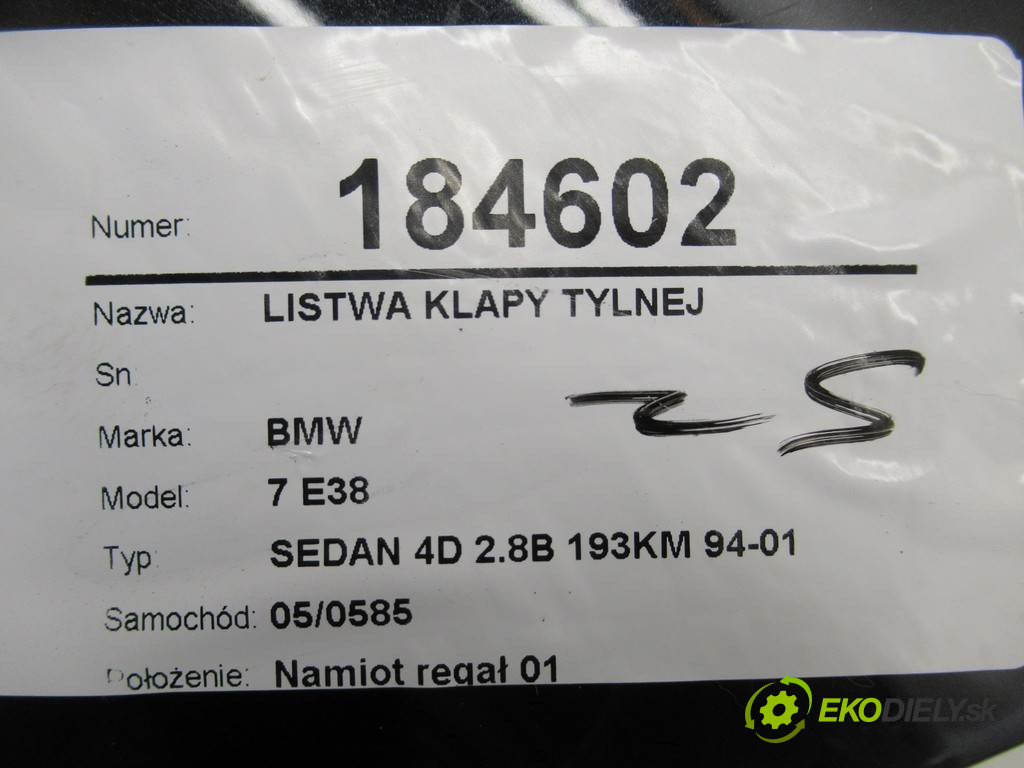 Numer: 184602
Nazwa: LISTWA KLAPY TYLNEJ
Sn:
Marka: BMW
Model: 7 E38
Typ: SEDAN 4D 2.8B 193KM 94-01
Samochód: 05/0585
Położenie: Namiot regał 01
EKODIELY.sk